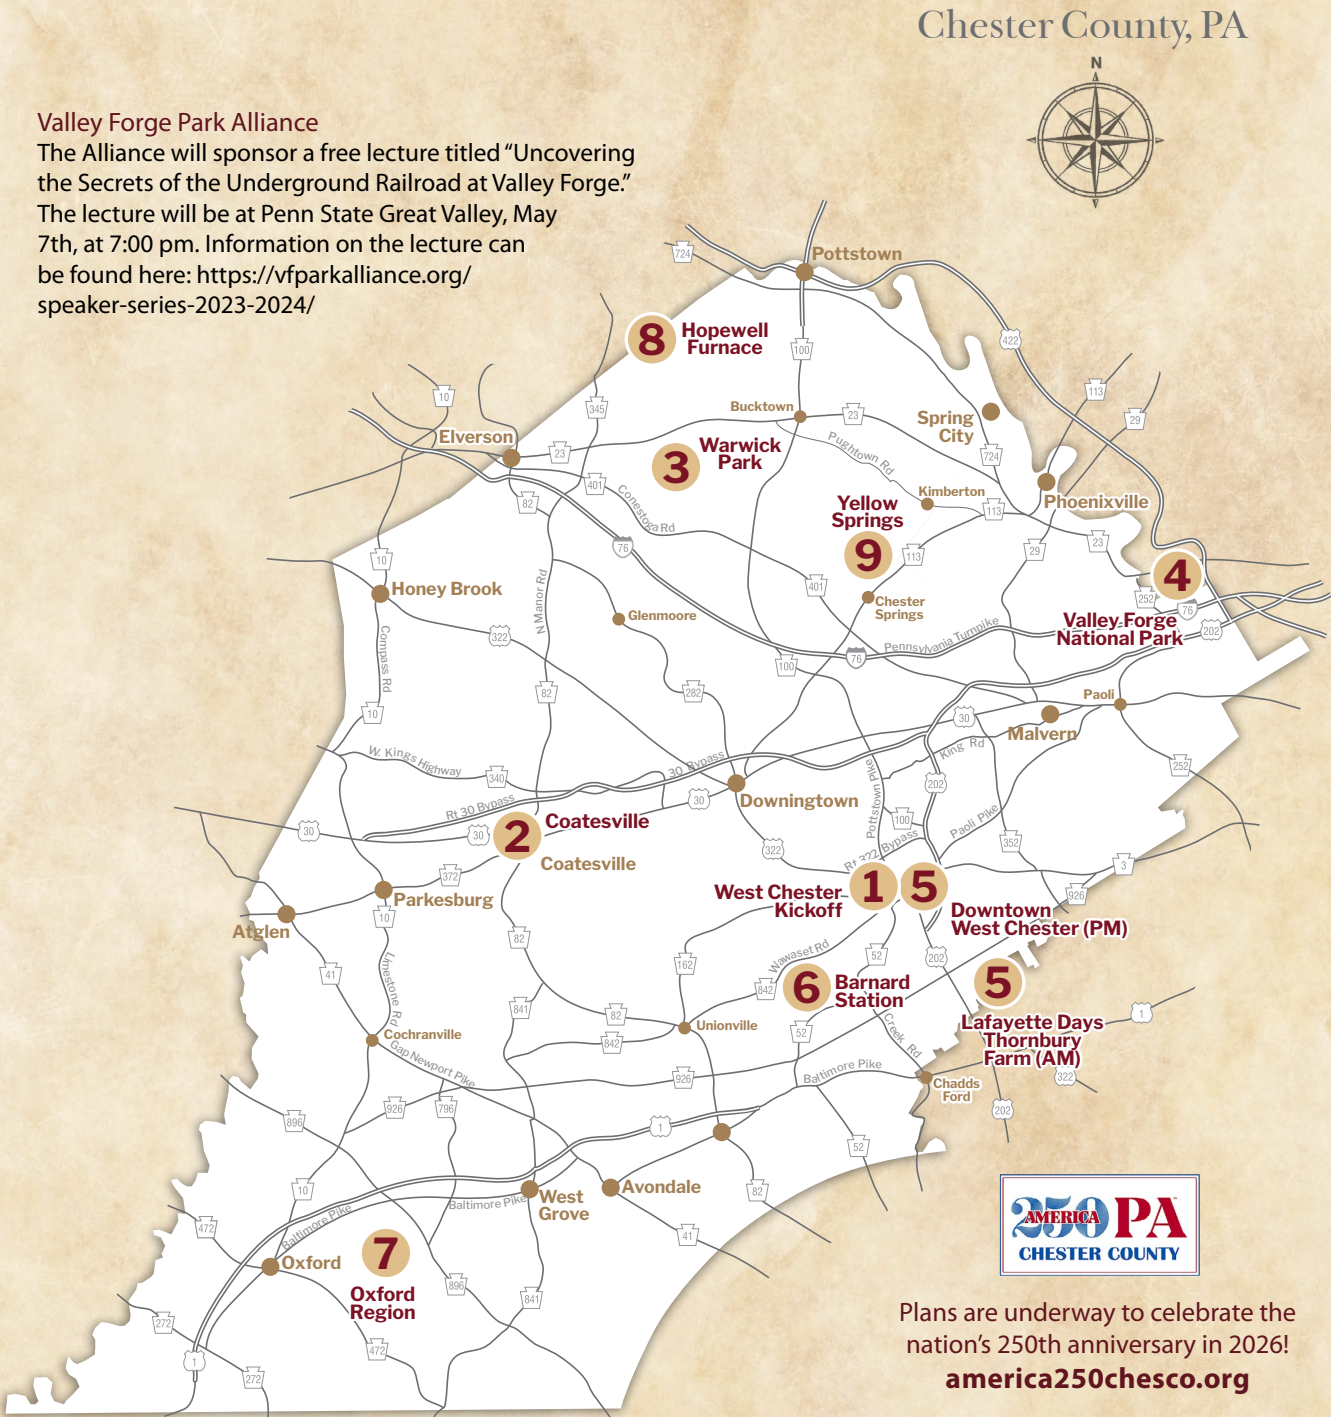 Chester County, PA
N
Valley Forge Park Alliance
The Alliance will sponsor a free lecture titled “Uncovering
the Secrets of the Underground Railroad at Valley Forge.”
The lecture will be at Penn State Great Valley, May
7th, at 7:00 pm. Information on the lecture can
be found here: https://vfparkalliance.org/
speaker-series-2023-2024/
724
Pottstown
8
Hopewell
Furnace
100
422
10
345
Bucktown
23
Spring
City
113
29
Elverson
23
3
Warwick
Park
Pughtown Rd
724
401
82
Conestoga Rd
Kimberton
Phoenixville
Yellow
Springs
113
76
9
113
29
23
10
4
Honey Brook
N Manor Rd
401
Chester
Springs
252
76
Glenmoore
Valley Forge
National Park
202
322
Pennsylvania Turnpike
76
Compass Rd
100
82
282
Paoli
10
30
Malvern
King Rd
W. Kings Highway
340
30 Bypass
252
202
Pottstown Pike
Downingtown
30
Rt 30 Bypass
30
30
2
Coatesville
Coatesville
100
Paoli Pike
322
Rt 322 Bypass
352
3
372
Parkesburg
West Chester
Kickoff
1
5
926
10
Downtown
West Chester (PM)
Atglen
82
Wawaset Rd
52
202
41
Limestone Rd
162
842
6
Barnard
Station
5
841
82
Unionville
52
Creek Rd
Lafayette Days
Thornbury
Farm (AM)
1
Cochranville
842
Gap Newport Pike
926
Baltimore Pike
322
Chadds
Ford
926
796
202
896
1
52
10
82
Baltimore Pike
West
Grove
Avondale
472
Baltimore Pike
41
Oxford
7
Oxford
Region
896
841
272
472
1
272
250
AMERICA
PA
CHESTER COUNTY
Plans are underway to celebrate the
nation’s 250th anniversary in 2026!
america250chesco.org